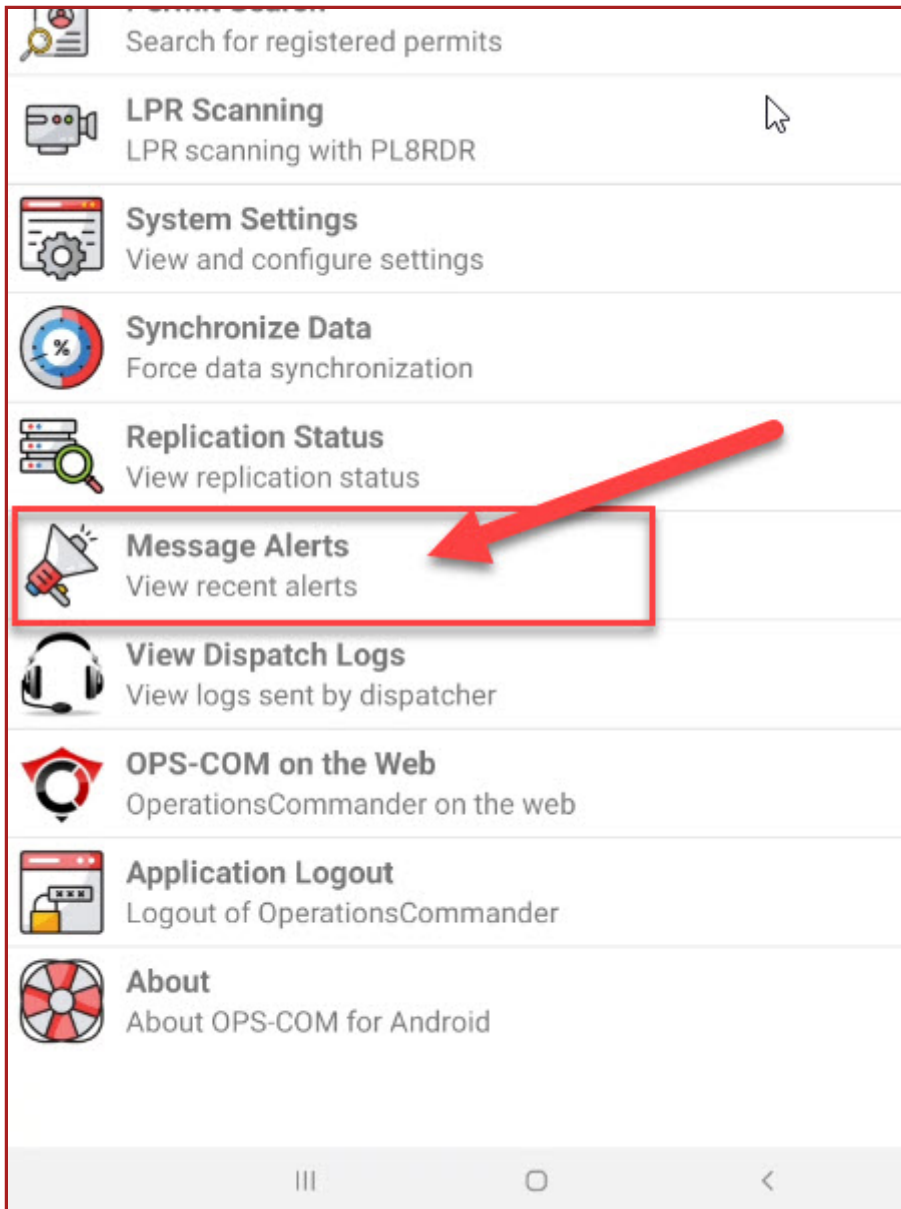 Permit Search
Search for registered permits
LPR Scanning
LPR scanning with PL8RDR
System Settings
View and configure settings
%
Synchronize Data
Force data synchronization
Replication Status
View replication status
Message Alerts
View recent alerts
View Dispatch Logs
View logs sent by dispatcher
OPS-COM on the Web
OperationsCommander on the web
Application Logout
Logout of OperationsCommander
About
About OPS-COM for Android